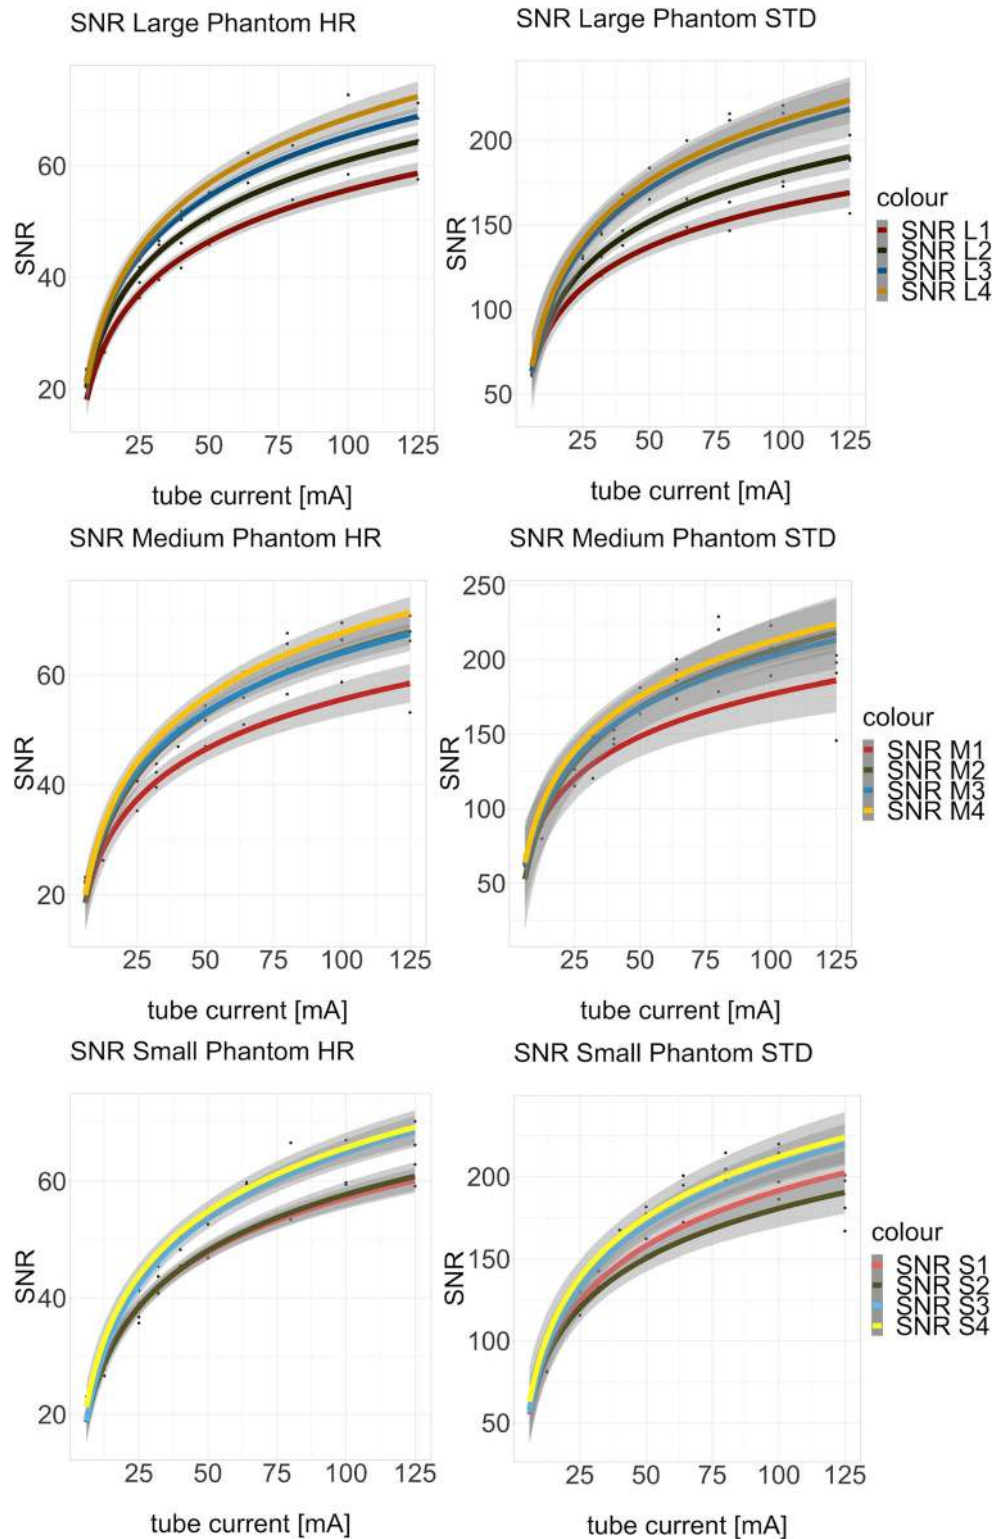 SNR Large Phantom HR
SNR
60
40
20
25 50 75 100 125
tube current [mA]
SNR Large Phantom STD
SNR
200
150
100
50
25 50 75 100 125
tube current [mA]
colour
SNR L1
SNR L2
SNR L3
SNR L4
SNR Medium Phantom HR
SNR
60
40
20
25 50 75 100 125
tube current [mA]
SNR Medium Phantom STD
SNR
250
200
150
100
50
25 50 75 100 125
tube current [mA]
colour
SNR M1
SNR M2
SNR M3
SNR M4
SNR Small Phantom HR
SNR
60
40
20
25 50 75 100 125
tube current [mA]
SNR Small Phantom STD
SNR
200
150
100
50
25 50 75 100 125
tube current [mA]
colour
SNR S1
SNR S2
SNR S3
SNR S4